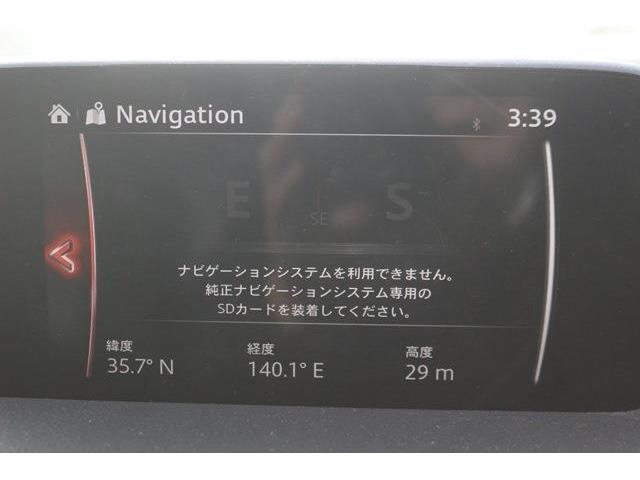 Navigation
3:39
E S
SE
ナビゲーションシステムを利用できません。
純正ナビゲーションシステム専用の
SDカードを装着してください。
緯度 経度 高度
35.7° N 140.1° E 29 m